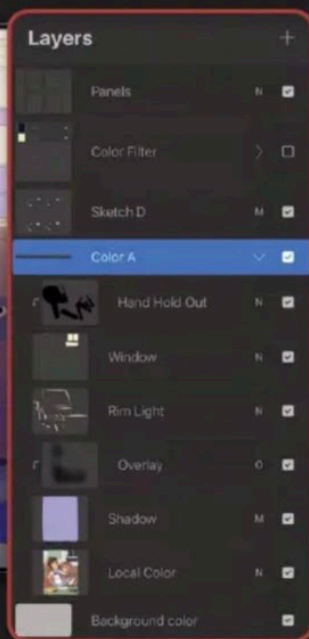 Layers +
Panels N
Color Filter
Sketch D M
Color A
Hand Hold Out N
Window N
Rim Light N
Overlay O
Shadow M
Local Color N
Background color